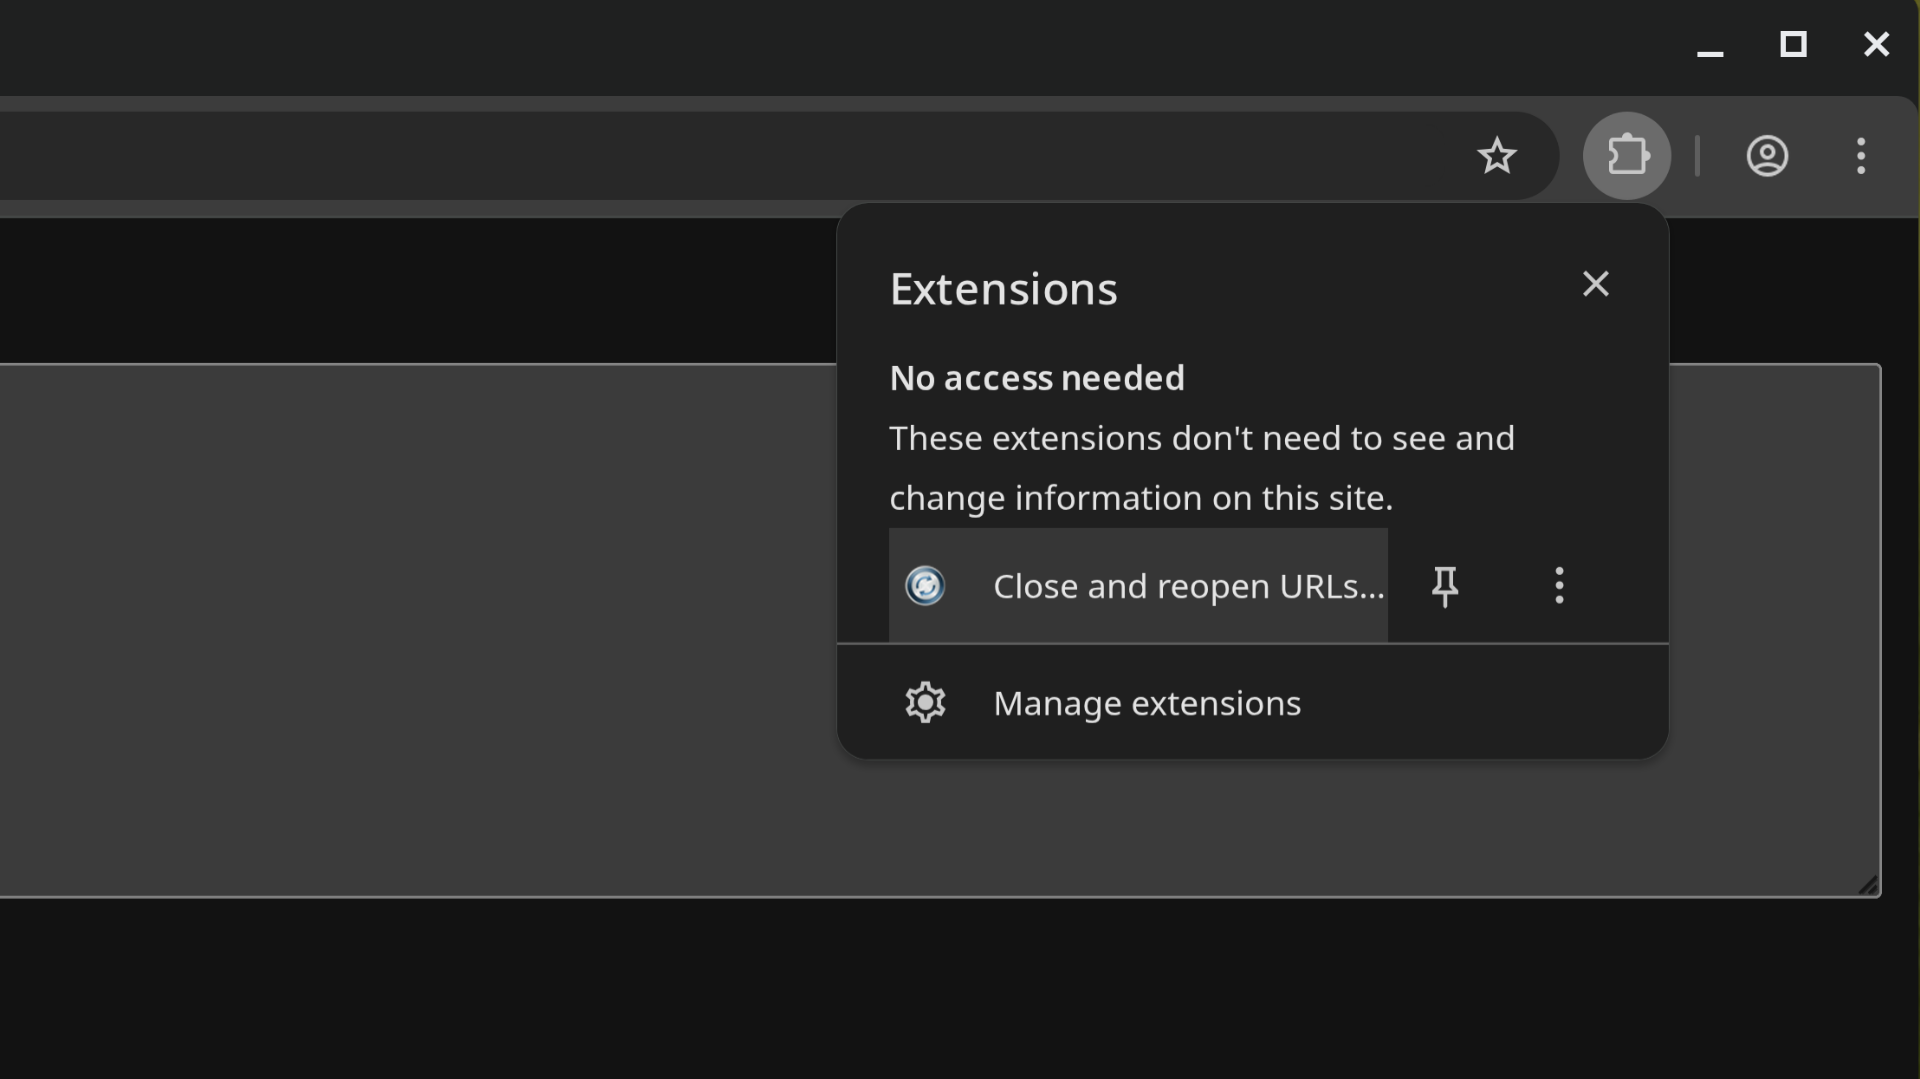 Extensions
No access needed
These extensions don't need to see and
change information on this site.
Close and reopen URLs...
Manage extensions